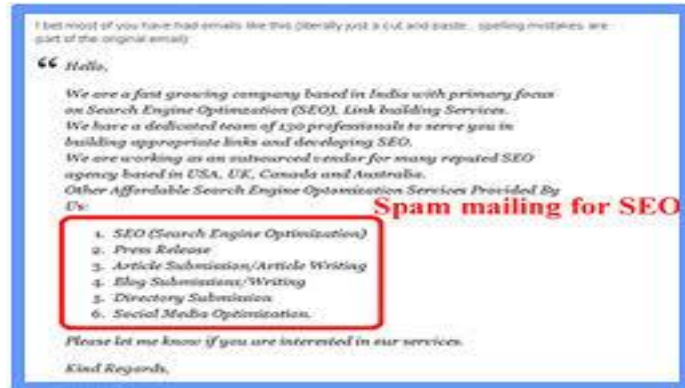 I bet most of you have had emails like this (literally just a cut and paste... spelling mistakes are
part of the original email):
“ Hello,
We are a fast growing company based in India with primary focus
on Search Engine Optimization (SEO), Link building Services.
We have a dedicated team of 130 professionals to serve you in
building appropriate links and developing SEO.
We are working as an outsourced vendor for many reputed SEO
agency based in USA, UK, Canada and Australia.
Other Affordable Search Engine Optomization Services Provided By
Us:
Spam mailing for SEO
1. SEO (Search Engine Optimization)
2. Press Release
3. Article Submission/Article Writing
4. Blog Submissions/Writing
5. Directory Submission
6. Social Media Optimization.
Please let me know if you are interested in our services.
Kind Regards,